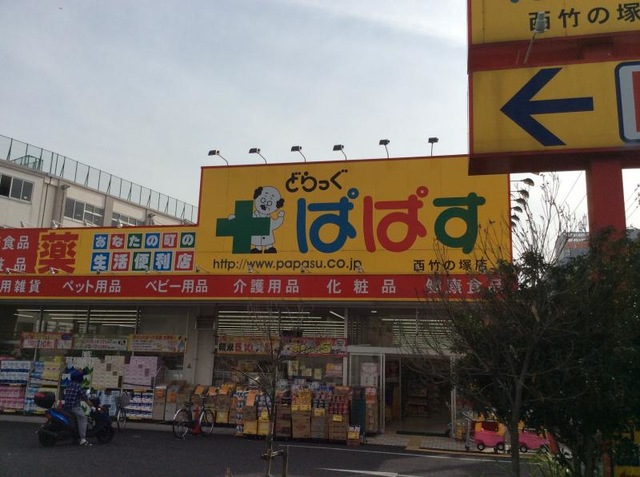 西竹の塚
どらっぐ
ぱぱす
http://www.papasu.co.jp
西竹の塚店
食品
粧品
薬
あなたの町の
生活便利店
用雑貨 ペット用品 ベビー用品 介護用品 化粧品 健康食品